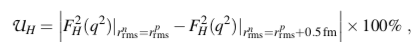 𝒰_H = |F_H^2(q^2)|_{r_rms^n = r_rms^p} − F_H^2(q^2)|_{r_rms^n = r_rms^p + 0.5 fm}| × 100% ,